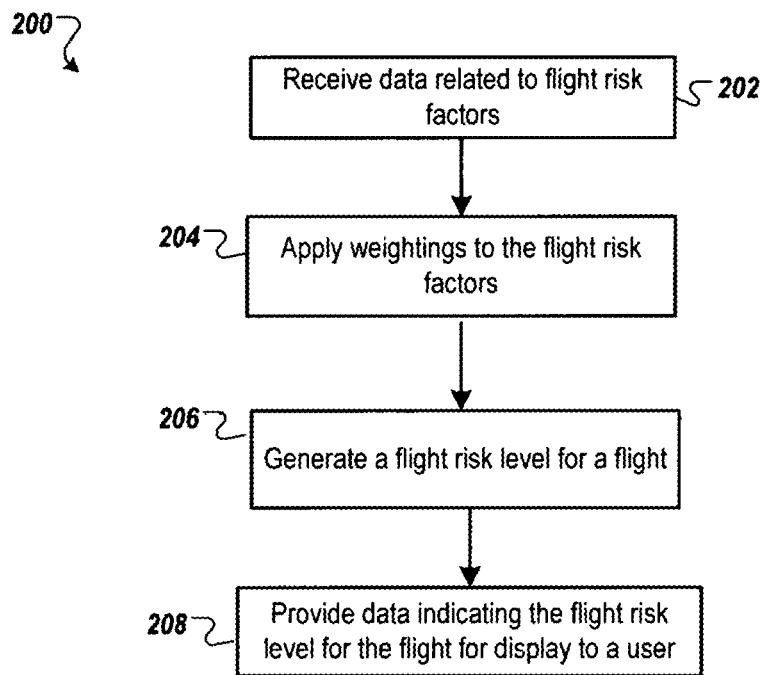 200
Receive data related to flight risk
factors
202
204
Apply weightings to the flight risk
factors
206
Generate a flight risk level for a flight
208
Provide data indicating the flight risk
level for the flight for display to a user